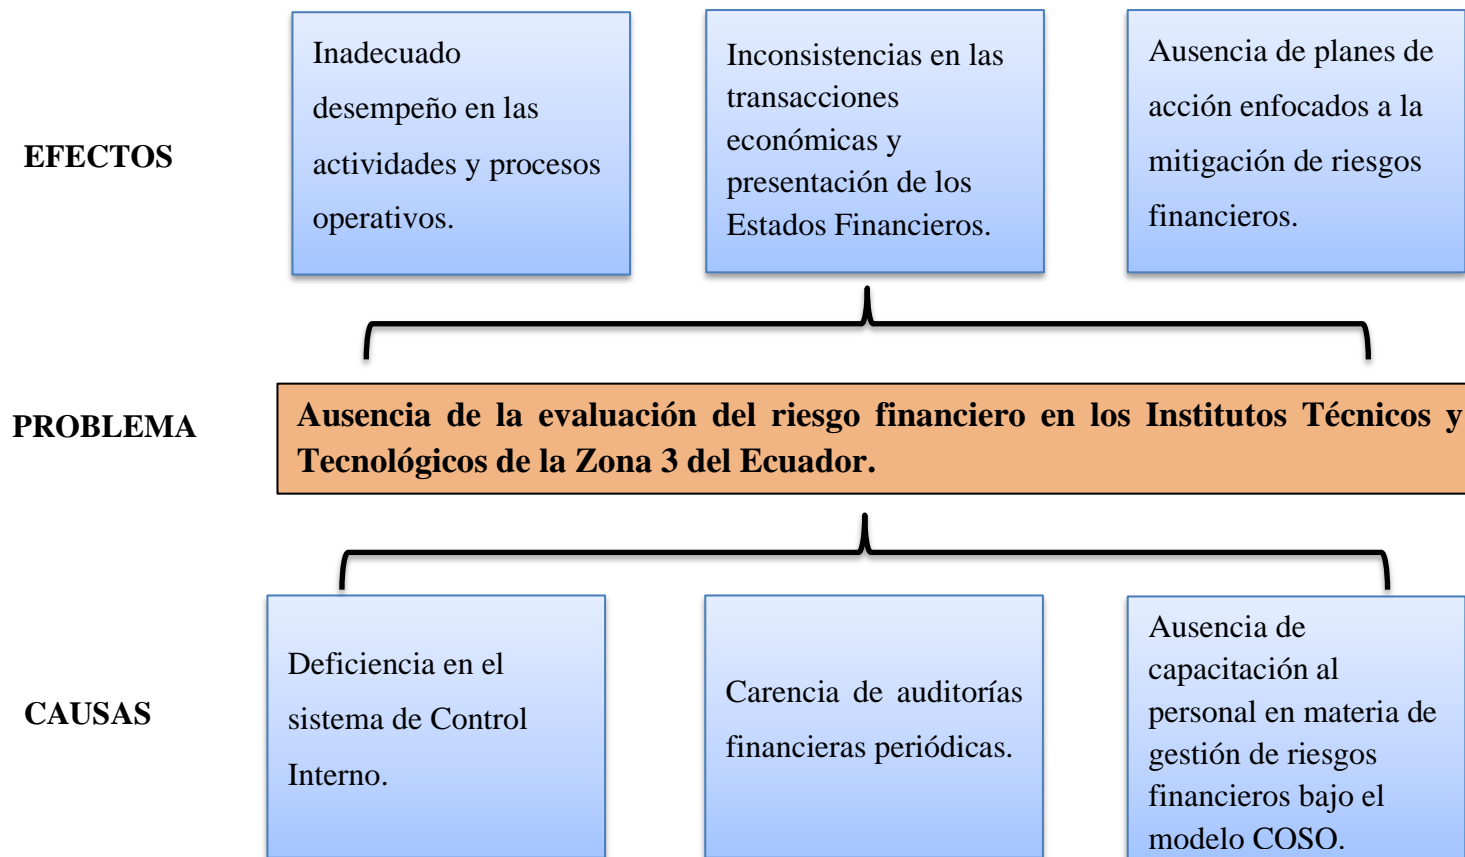 EFECTOS
Inadecuado
desempeño en las
actividades y procesos
operativos.
Inconsistencias en las
transacciones
económicas y
presentación de los
Estados Financieros.
Ausencia de planes de
acción enfocados a la
mitigación de riesgos
financieros.
PROBLEMA
Ausencia de la evaluación del riesgo financiero en los Institutos Técnicos y
Tecnológicos de la Zona 3 del Ecuador.
CAUSAS
Deficiencia en el
sistema de Control
Interno.
Carencia de auditorías
financieras periódicas.
Ausencia de
capacitación al
personal en materia de
gestión de riesgos
financieros bajo el
modelo COSO.